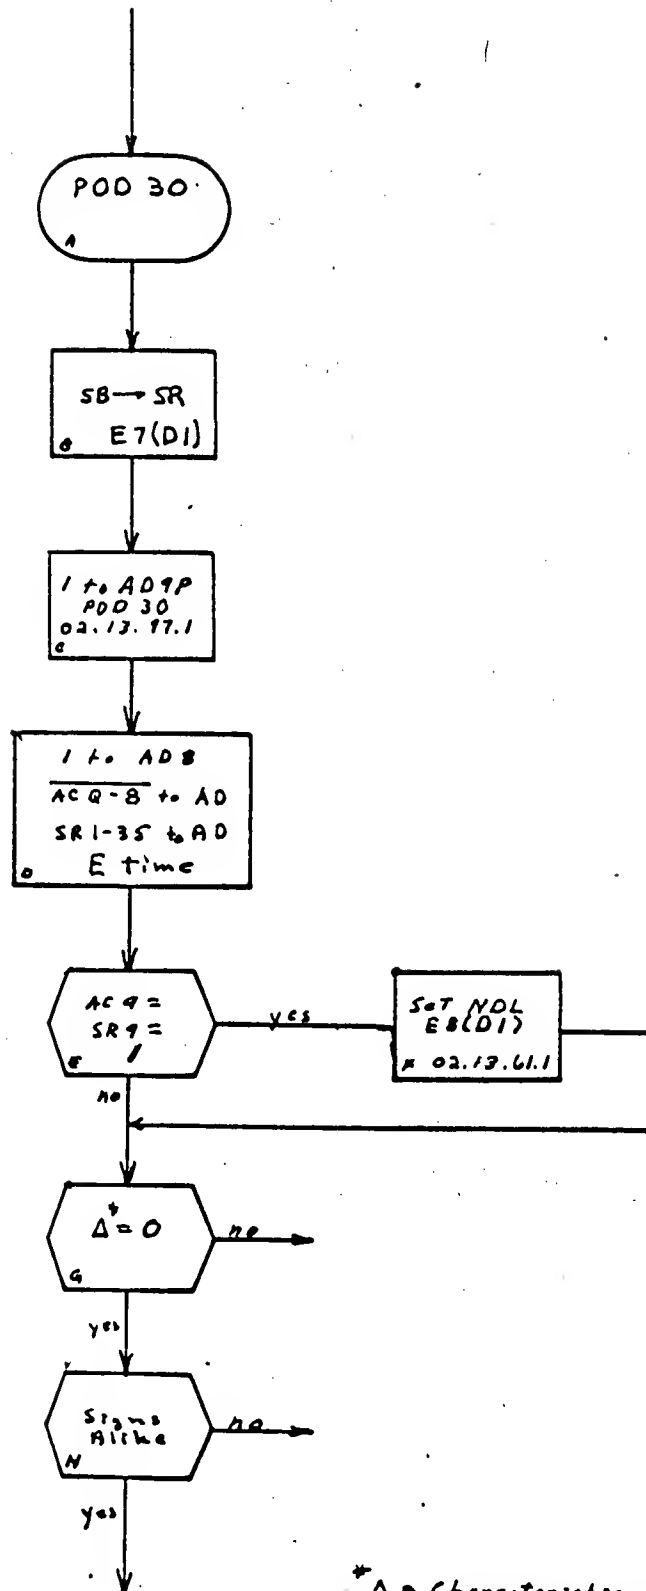 POD 30
A
SB → SR
E7(D1)
B
1 to AD9P
POD 30
02.13.97.1
C
1 to AD8
ACQ-8 to AD
SR1-35 to AD
E time
D
AC9=
SR9=
1
E
yes
SET NDL
E8(D1)
02.13.61.1
no
Δ*=0
G
no
yes
Signs
Alike
H
no
yes
*Δ =